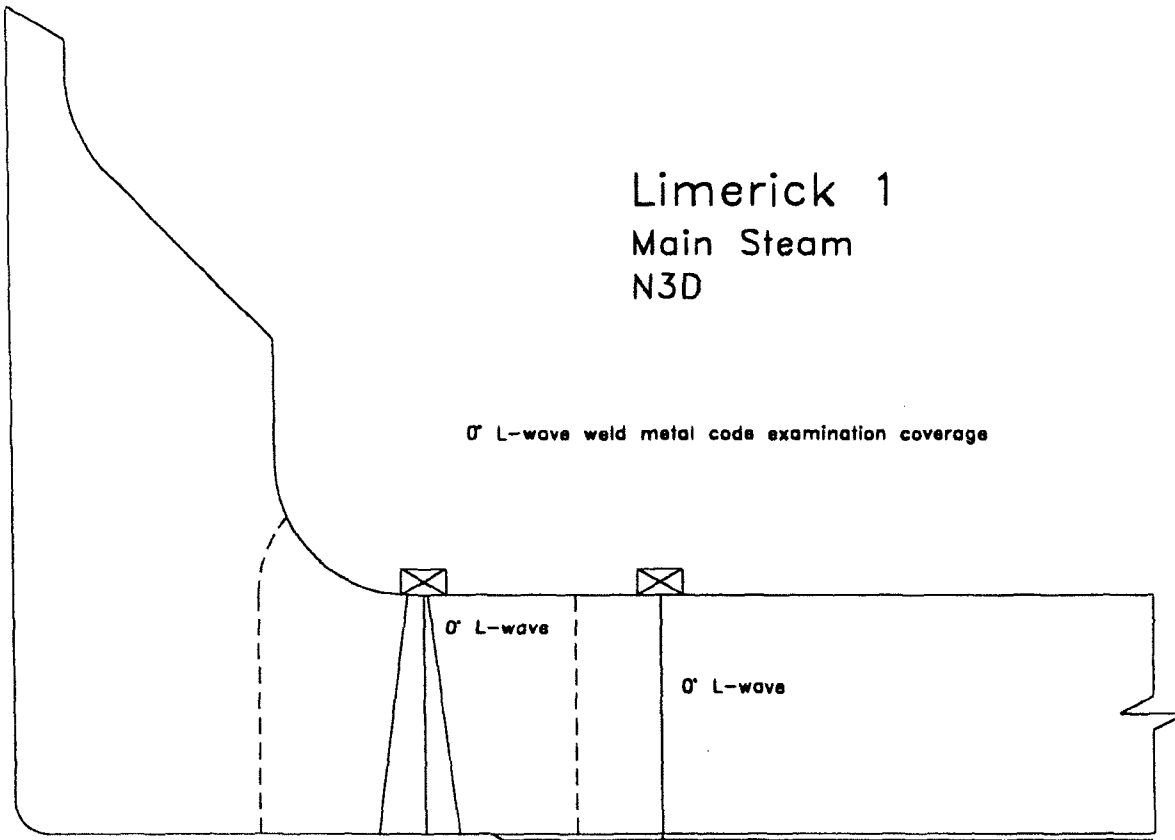 Limerick 1
Main Steam
N3D
0° L-wave weld metal code examination coverage
0° L-wave
0° L-wave